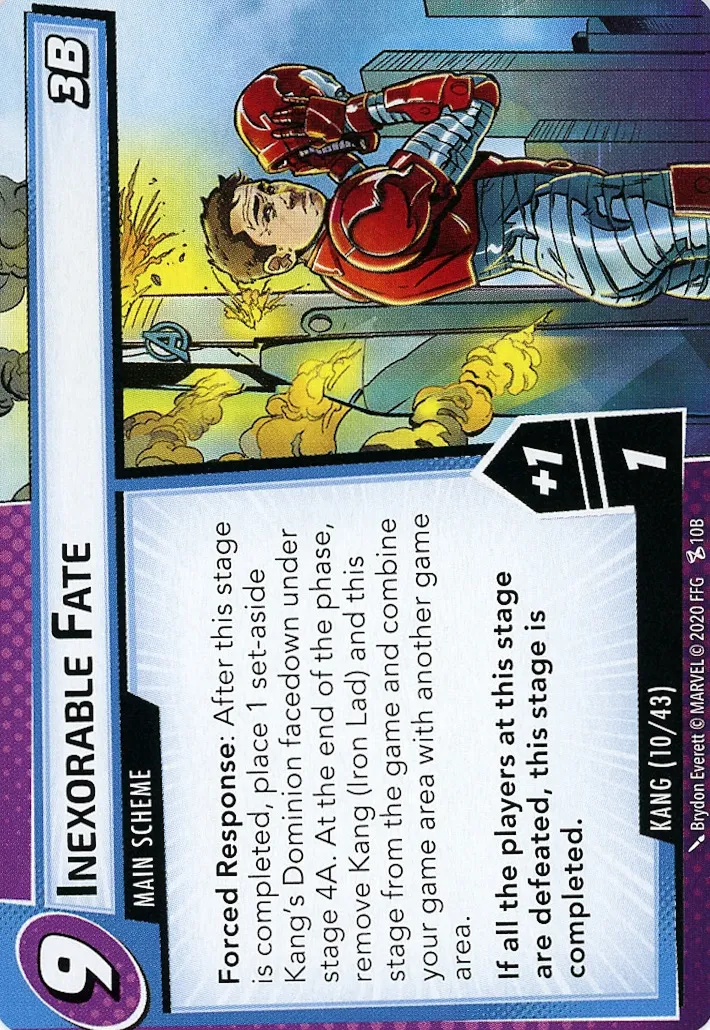 9
INEXORABLE FATE
3B
MAIN SCHEME
Forced Response: After this stage
is completed, place 1 set-aside
Kang's Dominion facedown under
stage 4A. At the end of the phase,
remove Kang (Iron Lad) and this
stage from the game and combine
your game area with another game
area.
If all the players at this stage
are defeated, this stage is
completed.
+1
1
KANG (10/43)
Brydon Everett © MARVEL © 2020 FFG 10B